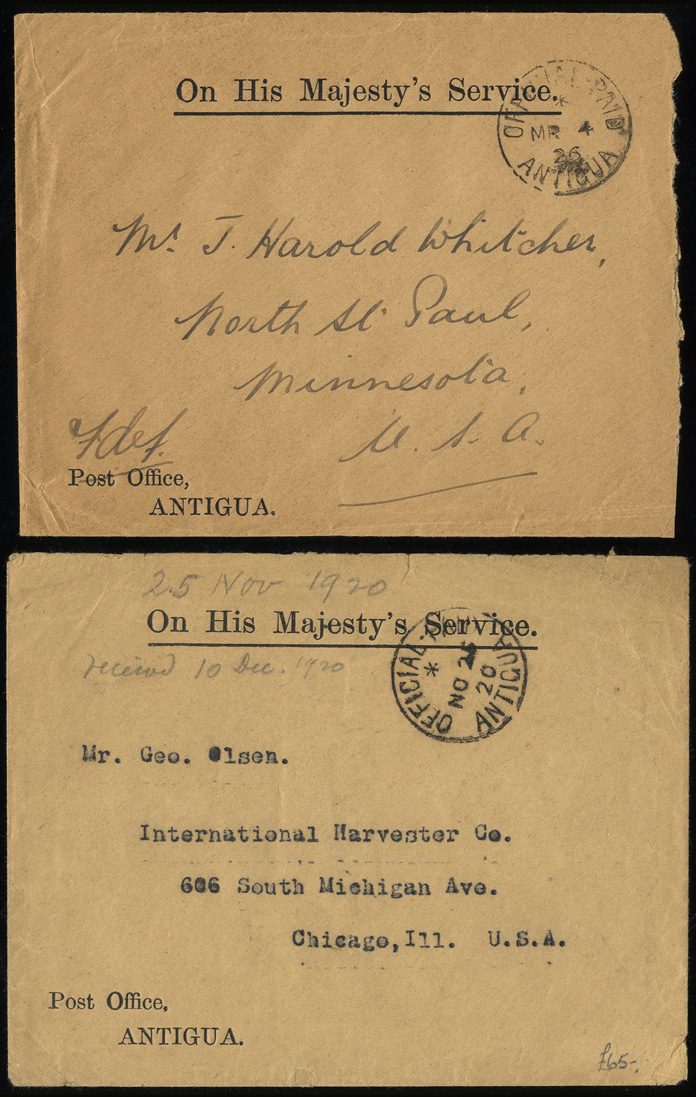 On His Majesty's Service.
OFFICIAL PAID
*
MR 4
26
ANTIGUA
Mr. J. Harold Whitcher,
North St. Paul,
Minnesota,
U. S. A.
Post Office,
ANTIGUA.
25 Nov 1920
On His Majesty's Service.
OFFICIAL
*
NO 25
20
ANTIGUA
received 10 Dec. 1920
Mr. Geo. Olsen.
International Harvester Co.
606 South Michigan Ave.
Chicago,Ill. U.S.A.
Post Office,
ANTIGUA.
£65-.